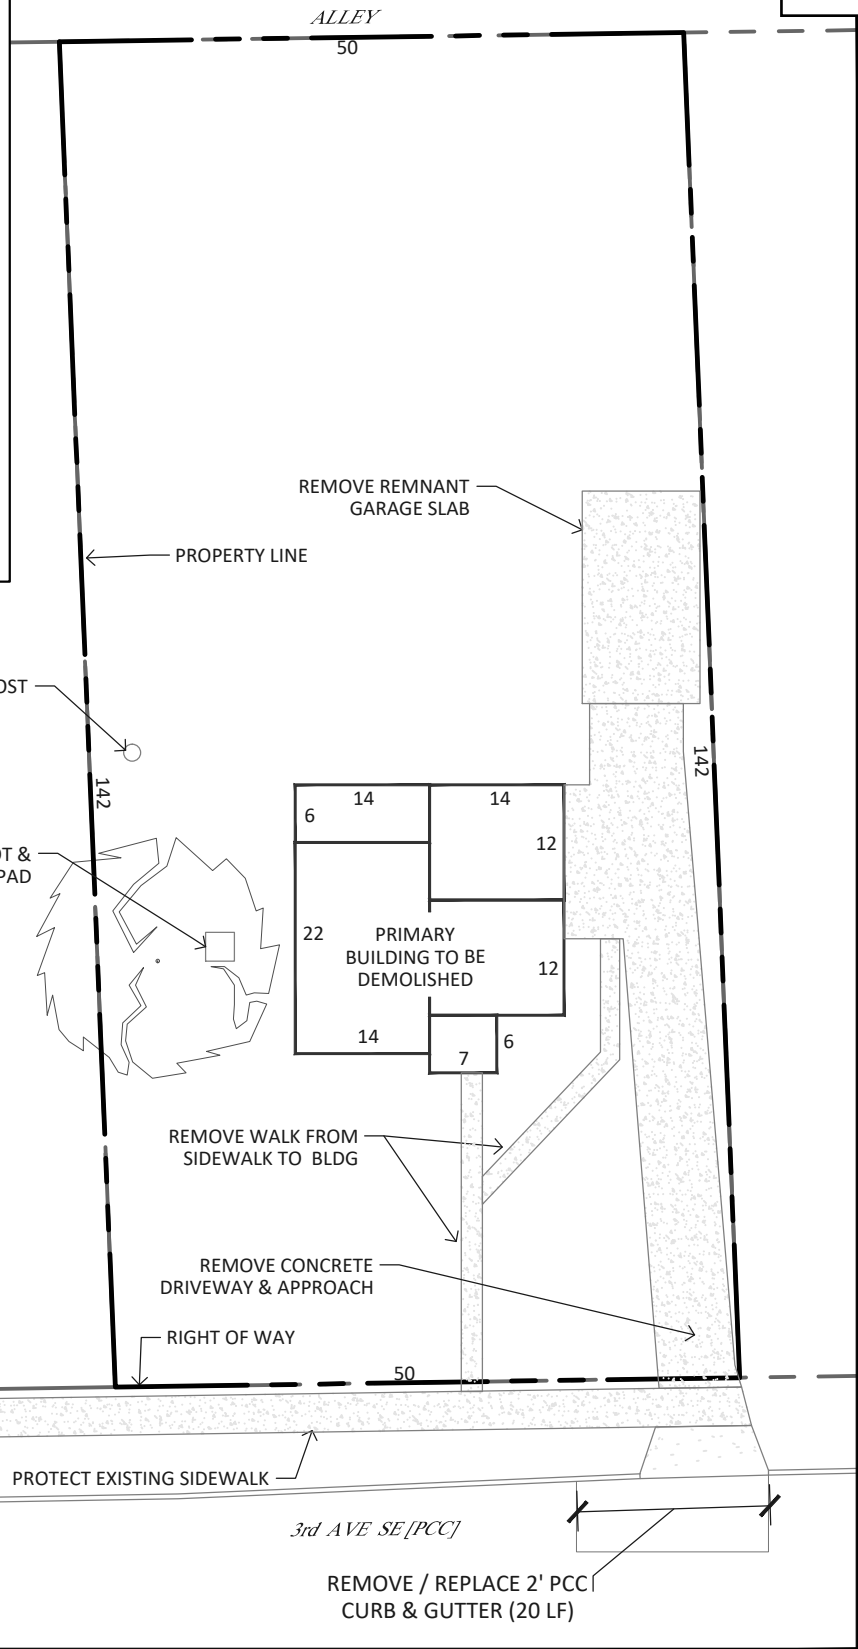 ALLEY
50
REMOVE REMNANT
GARAGE SLAB
PROPERTY LINE
OST
142
142
14
14
6
12
OT &
PAD
22
PRIMARY
BUILDING TO BE
DEMOLISHED
12
14
7
6
REMOVE WALK FROM
SIDEWALK TO BLDG
REMOVE CONCRETE
DRIVEWAY & APPROACH
RIGHT OF WAY
50
PROTECT EXISTING SIDEWALK
3rd AVE SE [PCC]
REMOVE / REPLACE 2' PCC
CURB & GUTTER (20 LF)